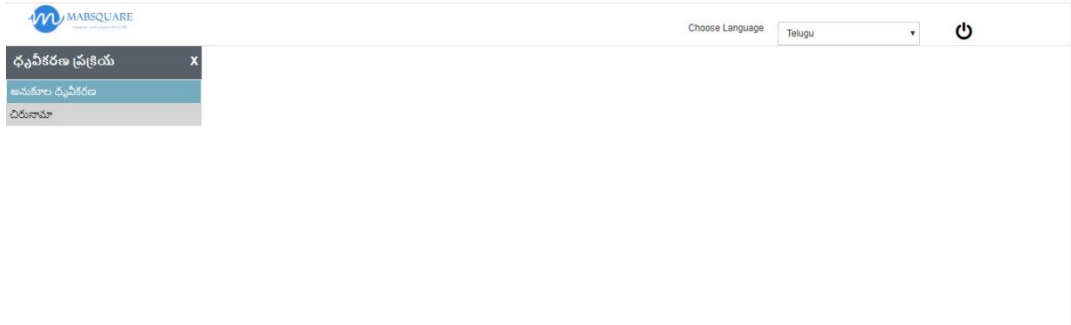 MABSQUARE
Choose Language
Telugu
ధృవీకరణ ప్రక్రియ X
అనుకూల ధృవీకరణ
చిరునామా